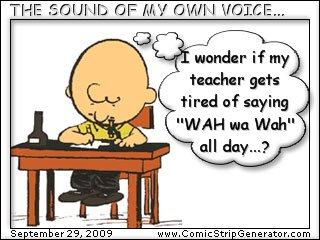 THE SOUND OF MY OWN VOICE...
I wonder if my
teacher gets
tired of saying
"WAH wa Wah"
all day...?
September 29, 2009
www.ComicStripGenerator.com